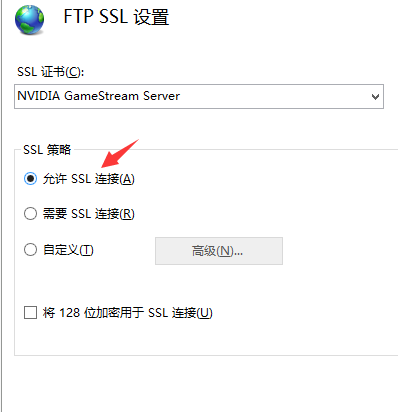 FTP SSL 设置
SSL 证书(C):
NVIDIA GameStream Server
SSL 策略
允许 SSL 连接(A)
需要 SSL 连接(R)
自定义(T)
高级(N)...
将 128 位加密用于 SSL 连接(U)